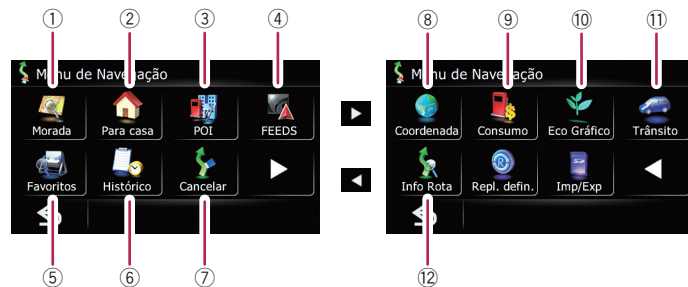 ① ② ③ ④ ⑧ ⑨ ⑩ ⑪
Menu de Navegação
Morada Para casa POI FEEDS
Favoritos Histórico Cancelar
Menu de Navegação
Coordenada Consumo Eco Gráfico Trânsito
Info Rota Repl. defin. Imp/Exp
⑤ ⑥ ⑦ ⑫